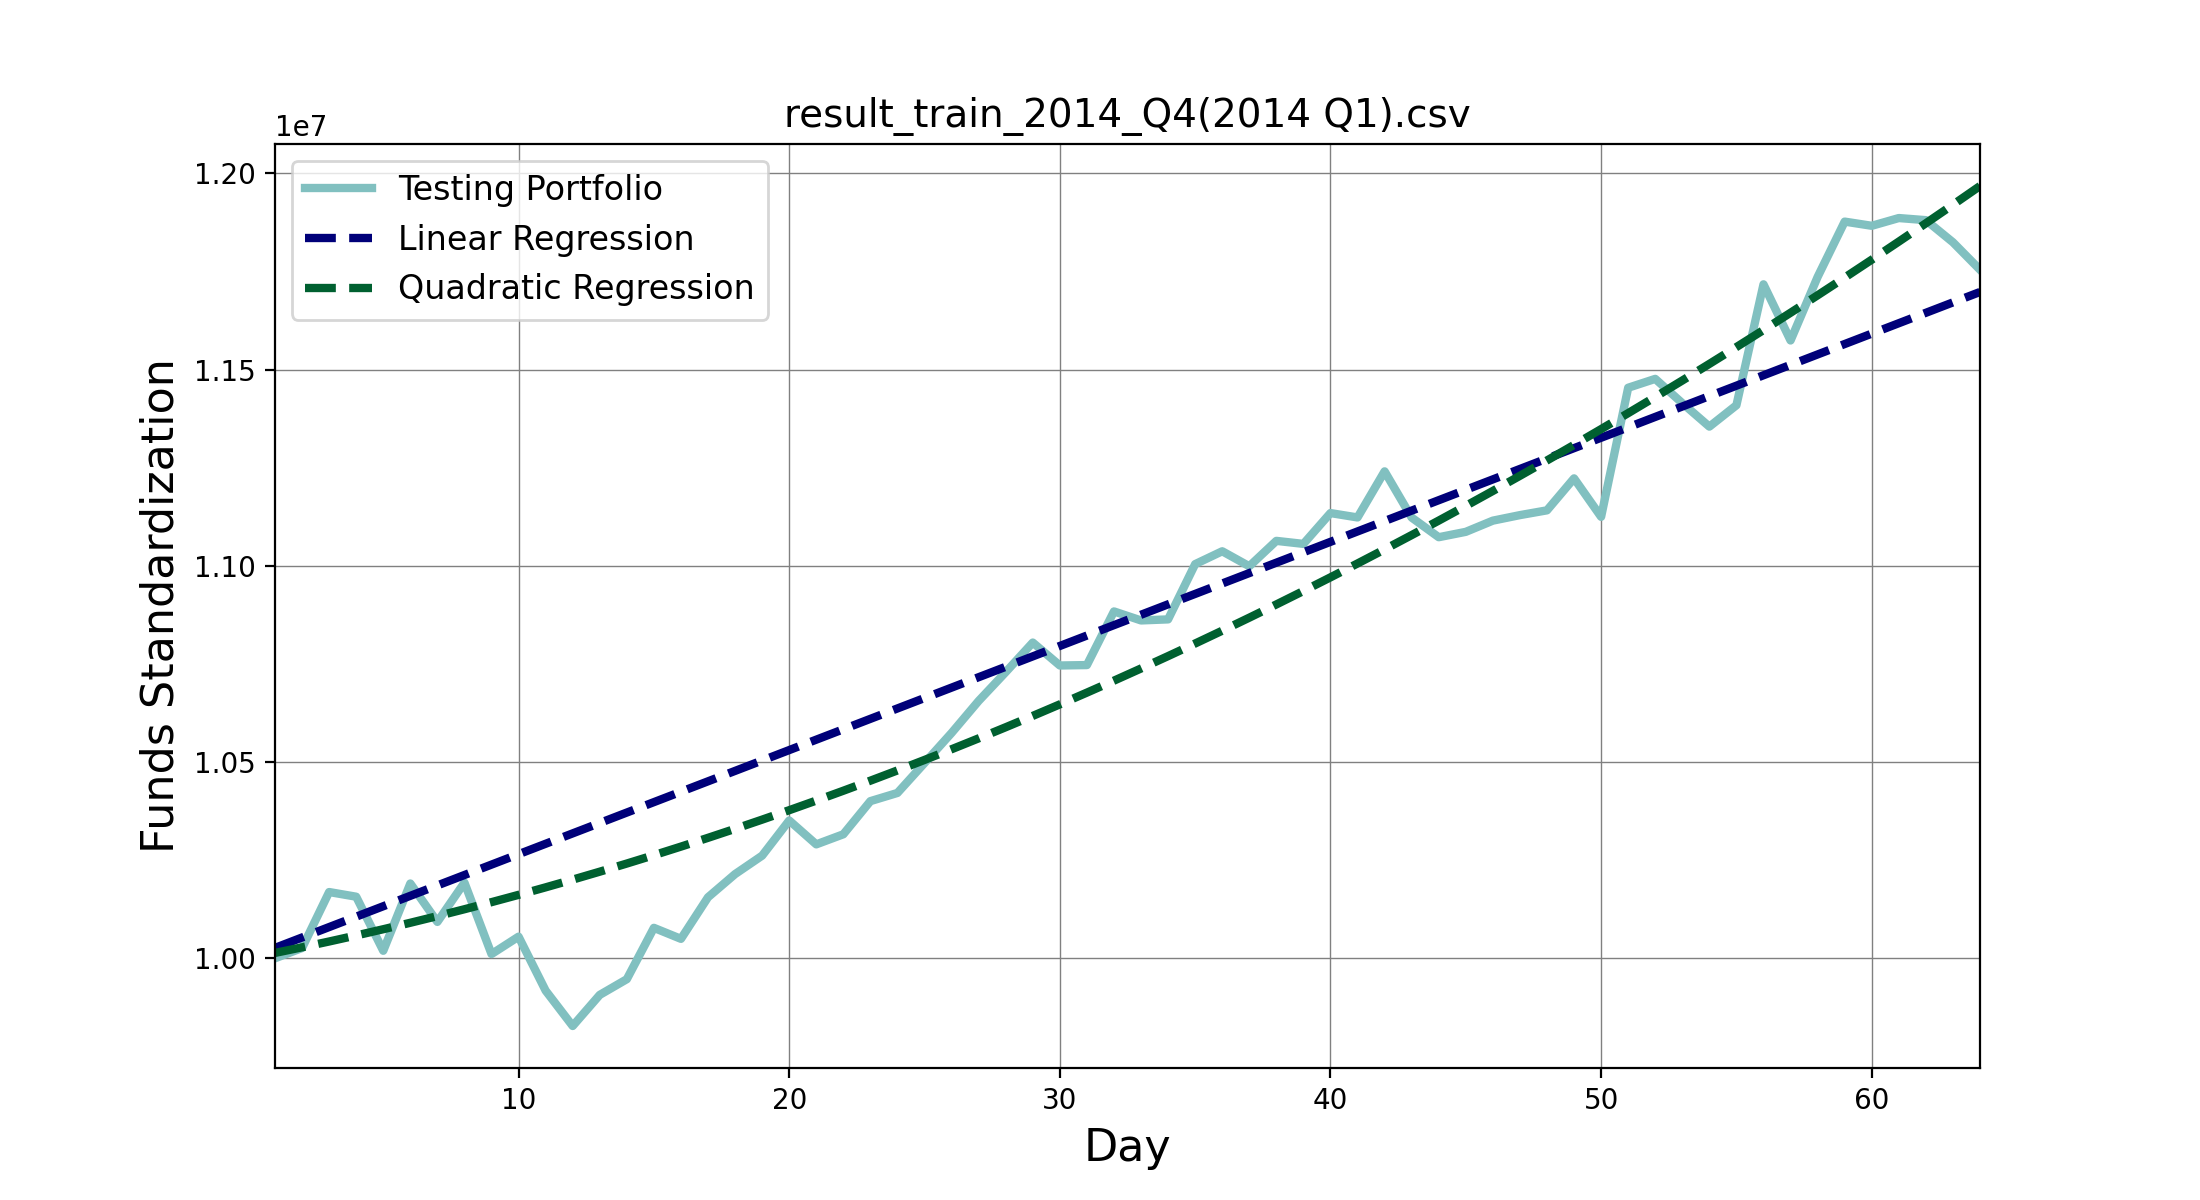 result_train_2014_Q4(2014 Q1).csv
1e7
Testing Portfolio
Linear Regression
Quadratic Regression
1.20
1.15
1.10
1.05
1.00
Funds Standardization
10 20 30 40 50 60
Day